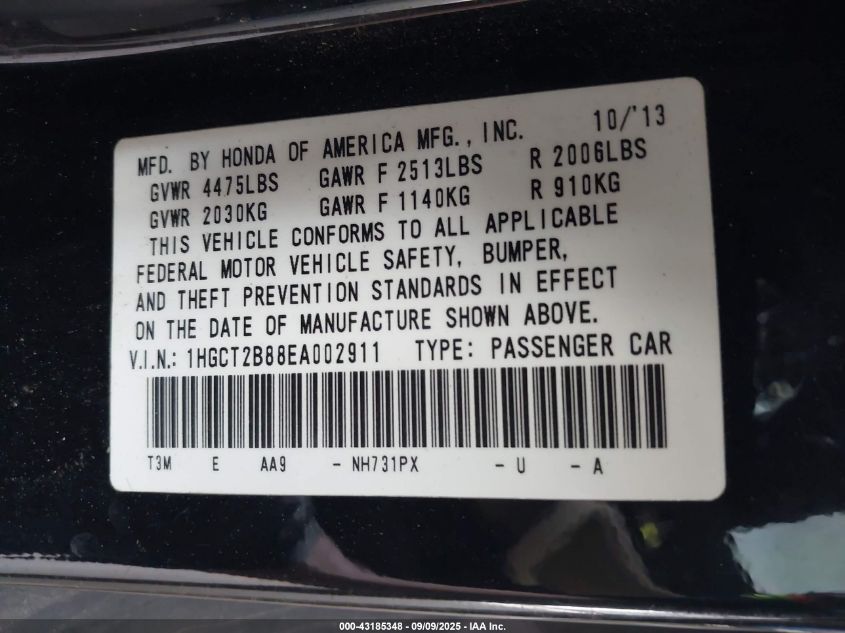 10/'13
MFD. BY HONDA OF AMERICA MFG., INC.
GVWR 4475LBS GAWR F 2513LBS R 2006LBS
GVWR 2030KG GAWR F 1140KG R 910KG
THIS VEHICLE CONFORMS TO ALL APPLICABLE
FEDERAL MOTOR VEHICLE SAFETY, BUMPER,
AND THEFT PREVENTION STANDARDS IN EFFECT
ON THE DATE OF MANUFACTURE SHOWN ABOVE.
V.I.N.: 1HGCT2B88EA002911 TYPE: PASSENGER CAR
T3M E AA9 - NH731PX - U - A
000-43185348 - 09/09/2025 - IAA Inc.